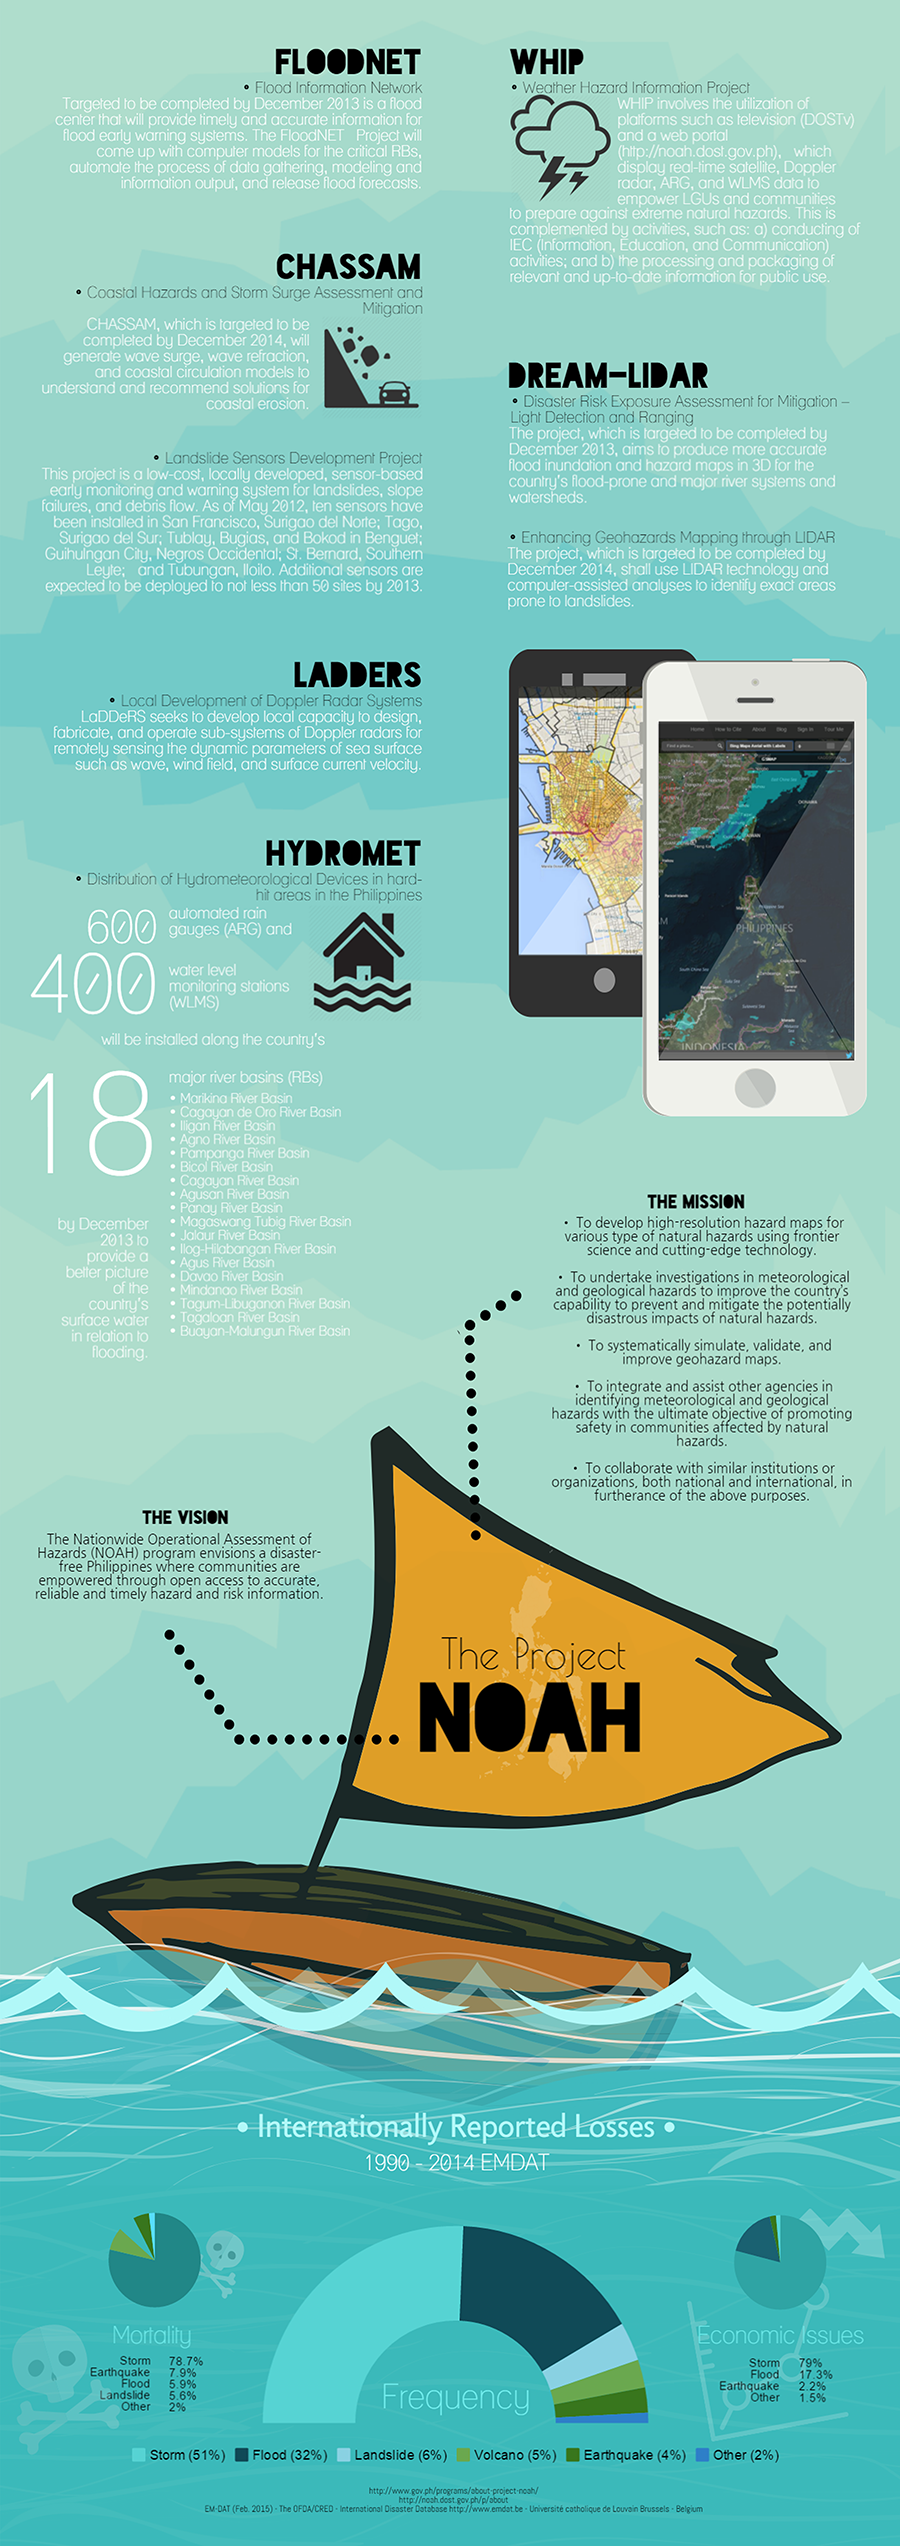 FLOODNET
• Flood Information Network
Targeted to be completed by December 2013 is a flood
center that will provide timely and accurate information for
flood early warning systems. The FloodNET Project will
come up with computer models for the critical RBs,
automate the process of data gathering, modeling and
information output, and release flood forecasts.
CHASSAM
• Coastal Hazards and Storm Surge Assessment and
Mitigation
CHASSAM, which is targeted to be
completed by December 2014, will
generate wave surge, wave refraction,
and coastal circulation models to
understand and recommend solutions for
coastal erosion.
• Landslide Sensors Development Project
This project is a low-cost, locally developed, sensor-based
early monitoring and warning system for landslides, slope
failures, and debris flow. As of May 2012, ten sensors have
been installed in San Francisco, Surigao del Norte; Tago,
Surigao del Sur; Tublay, Bugias, and Bokod in Benguet;
Guihulngan City, Negros Occidental; St. Bernard, Southern
Leyte; and Tubungan, Iloilo. Additional sensors are
expected to be deployed to not less than 50 sites by 2013.
LADDERS
• Local Development of Doppler Radar Systems
LaDDeRS seeks to develop local capacity to design,
fabricate, and operate sub-systems of Doppler radars for
remotely sensing the dynamic parameters of sea surface
such as wave, wind field, and surface current velocity.
HYDROMET
• Distribution of Hydrometeorological Devices in hard-
hit areas in the Philippines
600 automated rain
gauges (ARG) and
400 water level
monitoring stations
(WLMS)
will be installed along the country's
18 major river basins (RBs)
• Marikina River Basin
• Cagayan de Oro River Basin
• Iligan River Basin
• Agno River Basin
• Pampanga River Basin
• Bicol River Basin
• Cagayan River Basin
• Agusan River Basin
• Panay River Basin
• Magaswang Tubig River Basin
• Jalaur River Basin
• Ilog-Hilabangan River Basin
• Agus River Basin
• Davao River Basin
• Mindanao River Basin
• Tagum-Libuganon River Basin
• Tagaloan River Basin
• Buayan-Malungun River Basin
by December
2013 to
provide a
better picture
of the
country's
surface water
in relation to
flooding.
WHIP
• Weather Hazard Information Project
WHIP involves the utilization of
platforms such as television (DOSTv)
and a web portal
(http://noah.dost.gov.ph), which
display real-time satellite, Doppler
radar, ARG, and WLMS data to
empower LGUs and communities
to prepare against extreme natural hazards. This is
complemented by activities, such as: a) conducting of
IEC (Information, Education, and Communication)
activities; and b) the processing and packaging of
relevant and up-to-date information for public use.
DREAM-LIDAR
• Disaster Risk Exposure Assessment for Mitigation –
Light Detection and Ranging
The project, which is targeted to be completed by
December 2013, aims to produce more accurate
flood inundation and hazard maps in 3D for the
country's flood-prone and major river systems and
watersheds.
• Enhancing Geohazards Mapping through LIDAR
The project, which is targeted to be completed by
December 2014, shall use LIDAR technology and
computer-assisted analyses to identify exact areas
prone to landslides.
Home How to Cite About Blog Sign In Tour Me
Find a place...
Bing Maps Aerial with Labels
PHILIPPINES
INDONESIA
THE MISSION
• To develop high-resolution hazard maps for
various type of natural hazards using frontier
science and cutting-edge technology.
• To undertake investigations in meteorological
and geological hazards to improve the country's
capability to prevent and mitigate the potentially
disastrous impacts of natural hazards.
• To systematically simulate, validate, and
improve geohazard maps.
• To integrate and assist other agencies in
identifying meteorological and geological
hazards with the ultimate objective of promoting
safety in communities affected by natural
hazards.
• To collaborate with similar institutions or
organizations, both national and international, in
furtherance of the above purposes.
THE VISION
The Nationwide Operational Assessment of
Hazards (NOAH) program envisions a disaster-
free Philippines where communities are
empowered through open access to accurate,
reliable and timely hazard and risk information.
The Project
NOAH
• Internationally Reported Losses •
1990 - 2014 EMDAT
Mortality
Storm 78.7%
Earthquake 7.9%
Flood 5.9%
Landslide 5.6%
Other 2%
Frequency
Economic Issues
Storm 79%
Flood 17.3%
Earthquake 2.2%
Other 1.5%
Storm (51%) Flood (32%) Landslide (6%) Volcano (5%) Earthquake (4%) Other (2%)
http://www.gov.ph/programs/about-project-noah/
http://noah.dost.gov.ph/p/about
EM-DAT (Feb. 2015) - The OFDA/CRED - International Disaster Database http://www.emdat.be - Université catholique de Louvain Brussels - Belgium